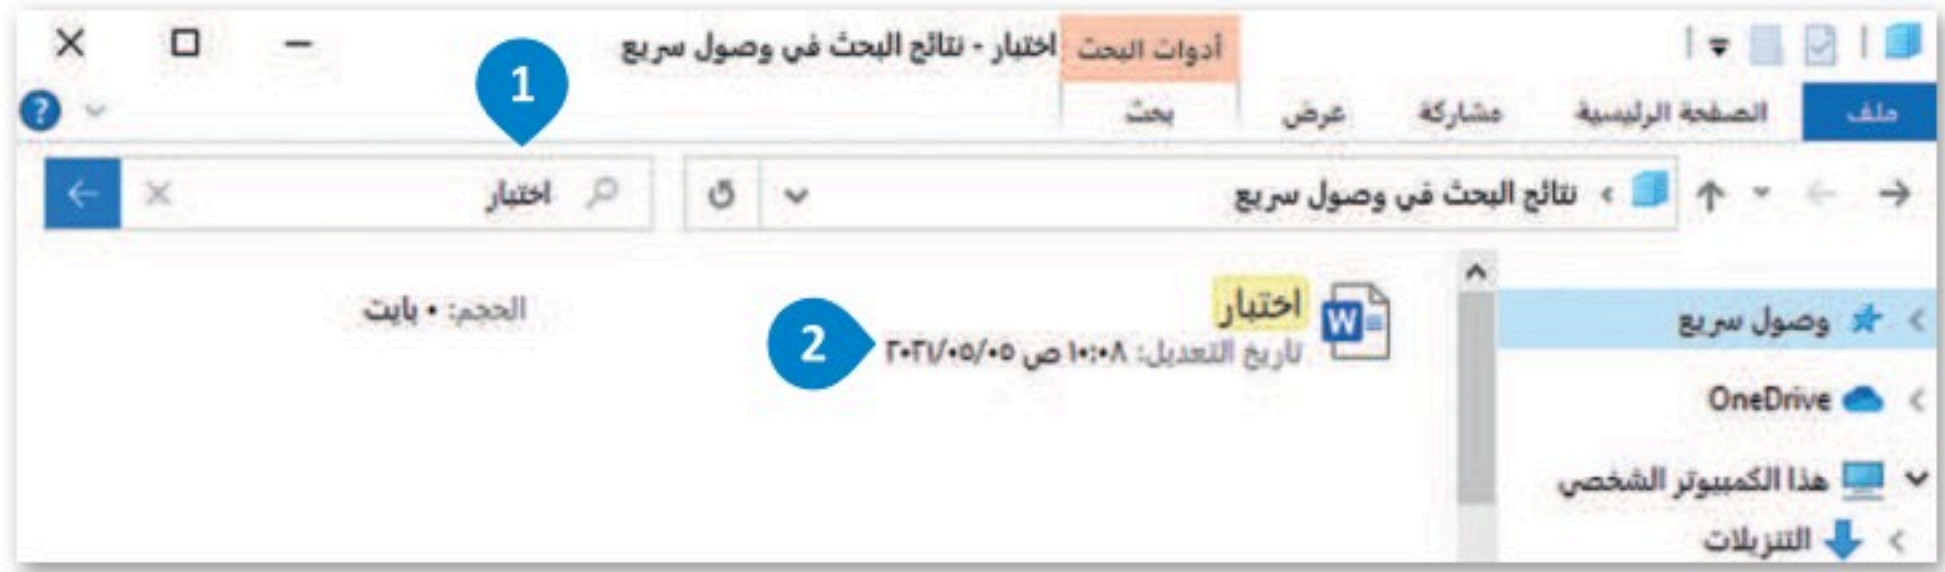 أدوات البحث
اختبار - نتائج البحث في وصول سريع
ملف
الصفحة الرئيسية
مشاركة
عرض
بحث
?
1
نتائج البحث في وصول سريع
اختبار
وصول سريع
OneDrive
هذا الكمبيوتر الشخصي
التنزيلات
اختبار
تاريخ التعديل: ١٠:٠٨ ص ٢٠٢١/٠٥/٠٥
2
الحجم: ٠ بايت